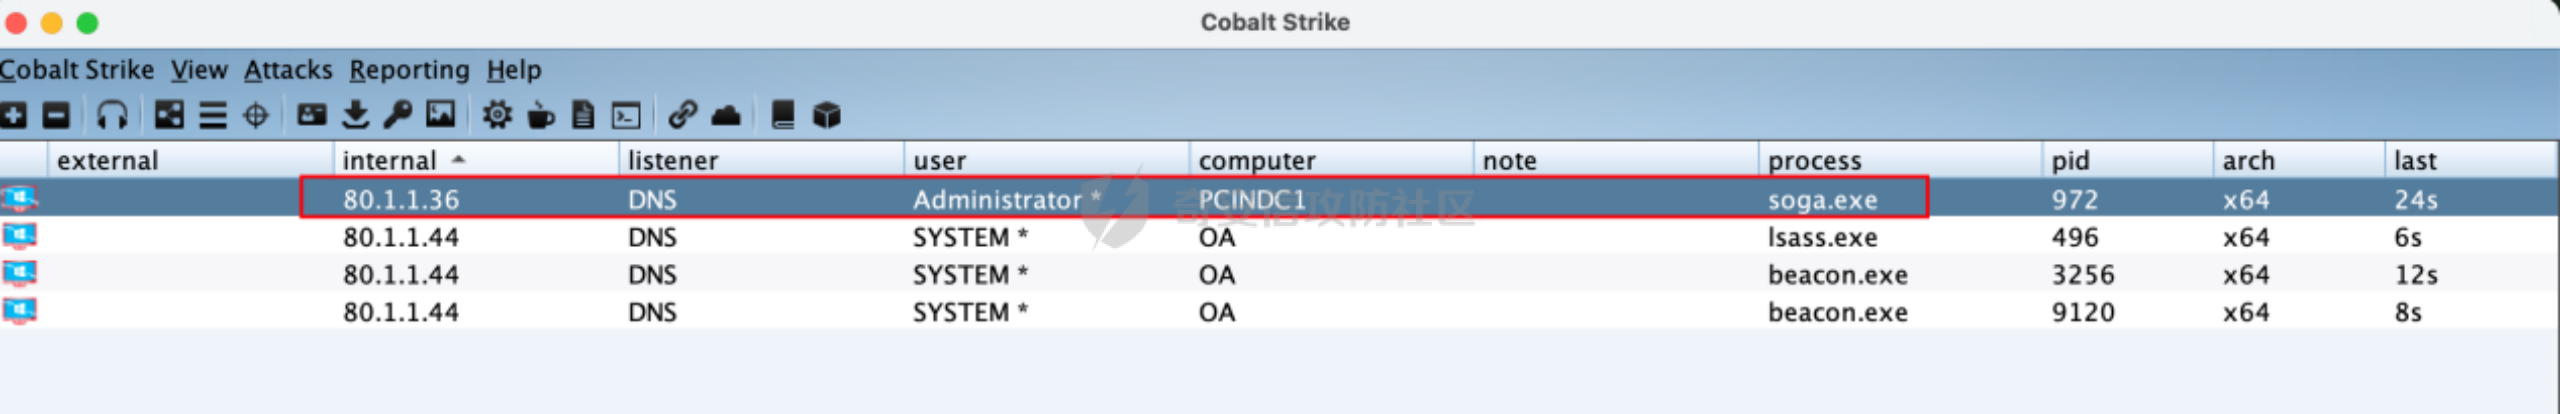 Cobalt Strike
Cobalt Strike View Attacks Reporting Help
external internal listener user computer note process pid arch last
80.1.1.36 DNS Administrator * PCINDC1 soga.exe 972 x64 24s
80.1.1.44 DNS SYSTEM * OA lsass.exe 496 x64 6s
80.1.1.44 DNS SYSTEM * OA beacon.exe 3256 x64 12s
80.1.1.44 DNS SYSTEM * OA beacon.exe 9120 x64 8s
奇安信攻防社区